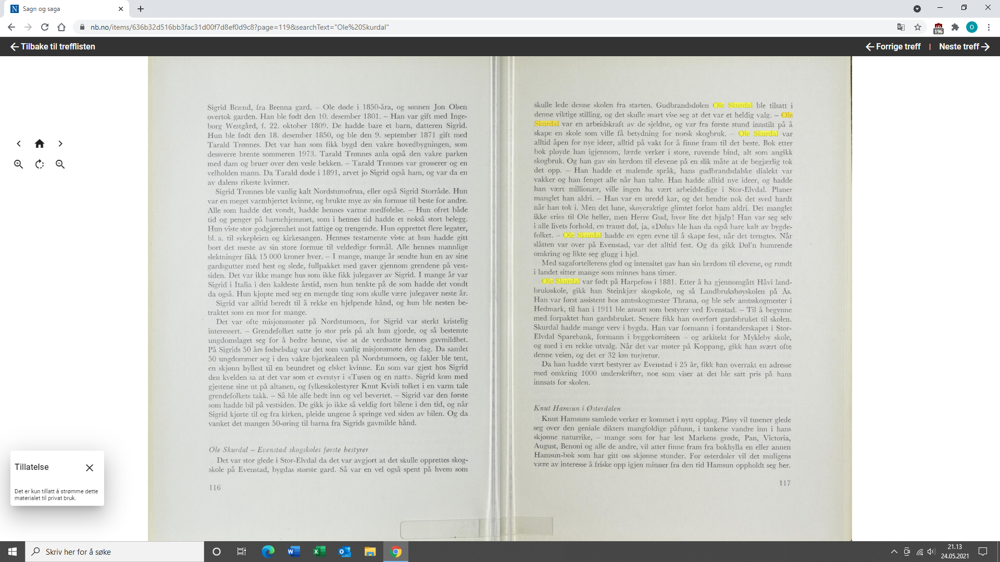 Sagn og saga
nb.no/items/636b32d516bb3fac31d00f7d8ef0d9c8?page=119&searchText="Ole%20Skurdal"
196
O
Tilbake til trefflisten
Forrige treff | Neste treff
Sigrid Brænd, fra Brenna gard. – Ole døde i 1850-åra, og sønnen Jon Olsen
overtok garden. Han ble født den 10. desember 1801. – Han var gift med Inge-
borg Westgård, f. 22. oktober 1809. De hadde bare et barn, datteren Sigrid.
Hun ble født den 18. desember 1850, og ble den 9. september 1871 gift med
Tarald Trønnes. Det var han som fikk bygd den vakre hovedbygningen, som
dessverre brente sommeren 1973. Tarald Trønnes anla også den vakre parken
med dam og bruer over den vesle bekken. – Tarald Trønnes var grosserer og en
velholden mann. Da Tarald døde i 1891, arvet jo Sigrid også ham, og var da en
av dalens rikeste kvinner.
Sigrid Trønnes ble vanlig kalt Nordstumofrua, eller også Sigrid Storråde. Hun
var en meget varmhjertet kvinne, og brukte mye av sin formue til beste for andre.
Alle som hadde det vondt, hadde hennes varme medfølelse. – Hun ofret både
tid og penger på barnehjemmet, som i hennes tid hadde et nokså stort belegg.
Hun viste stor godgjørenhet mot fattige og trengende. Hun opprettet flere legater,
bl. a. til sykepleien og kirkesangen. Hennes testamente viste at hun hadde gitt
bort det meste av sin store formue til veldedige formål. Alle hennes mannlige
slektninger fikk 15 000 kroner hver. – I mange, mange år sendte hun en av sine
gardsgutter med hest og slede, fullpakket med gaver gjennom grendene på vest-
siden. Det var ikke mange hus som ikke fikk julegaver av Sigrid. I mange år var
Sigrid i Italia i den kaldeste årstid, men hun tenkte på de som hadde det vondt
da også. Hun kjøpte med seg en mengde ting som skulle være julegaver neste år.
Sigrid var alltid beredt til å rekke en hjelpende hånd, og hun ble nesten be-
traktet som en mor for mange.
Det var ofte misjonsmøter på Nordstumoen, for Sigrid var sterkt kristelig
interessert. – Grendefolket satte jo stor pris på alt hun gjorde, og så bestemte
ungdomslaget seg for å hedre henne, vise at de verdsatte hennes gavmildhet.
På Sigrids 50 års fødselsdag var det som vanlig misjonsmøte den dag. Da samlet
50 ungdommer seg i den vakre bjørkealeen på Nordstumoen, og fakler ble tent,
en skjønn hyllest til en beundret og elsket kvinne. En som var gjest hos Sigrid
den kvelden sa at det var som et eventyr i «Tusen og en natt». Sigrid kom med
gjestene sine ut på altanen, og fylkesskolestyrer Knut Kvisli tolket i en varm tale
grendefolkets takk. – Så ble alle bedt inn og vel bevertet. – Sigrid var den første
som hadde bil på vestsiden. De gikk jo ikke så veldig fort bilene i den tid, og når
Sigrid kjørte til og fra kirken, pleide ungene å springe ved siden av bilen. Og da
vanket det mangen 50-øring til barna fra Sigrids gavmilde hånd.
Ole Skurdal – Evenstad skogskoles første bestyrer
Det var stor glede i Stor-Elvdal da det var avgjort at det skulle opprettes skog-
skole på Evenstad, bygdas største gard. Så var en vel også spent på hvem som
116
skulle lede denne skolen fra starten. Gudbrandsdølen Ole Skurdal ble tilsatt i
denne viktige stilling, og det skulle snart vise seg at det var et heldig valg. – Ole
Skurdal var en arbeidskraft av de sjeldne, og var fra første stund innstilt på å
skape en skole som ville få betydning for norsk skogbruk. – Ole Skurdal var
alltid åpen for nye ideer, alltid på vakt for å finne fram til det beste. Bok etter
bok pløyde han igjennom, lærde verker i store, ruvende bind, alt som angikk
skogbruk. Og han gav sin lærdom til elevene på en slik måte at de begjærlig tok
det opp. – Han hadde et malende språk, hans gudbrandsdalske dialekt var
vakker og han fenget alle når han talte. Han hadde alltid nye ideer, og hadde
han vært millionær, ville ingen ha vært arbeidsledige i Stor-Elvdal. Planer
manglet han aldri. – Han var en uredd kar, og det hendte nok det sved hardt
når han tok i. Men det lune, skøyeraktige glimtet forlot ham aldri. Det manglet
ikke «ris» til Ole heller, men Herre Gud, hvor lite det hjalp! Han var seg selv
i alle livets forhold, en traust døl, ja, «Døln» ble han da også bare kalt av bygde-
folket. – Ole Skurdal hadde en egen evne til å skape fest, når det trengtes. Når
slåtten var over på Evenstad, var det alltid fest. Og da gikk Døl'n humrende
omkring og likte seg glugg i hjel.
Med sagafortellerens glød og intensitet gav han sin lærdom til elevene, og rundt
i landet sitter mange som minnes hans timer.
Ole Skurdal var født på Harpefoss i 1881. Etter å ha gjennomgått Håvi land-
bruksskole, gikk han Steinkjær skogskole, og så Landbrukshøyskolen på Ås.
Han var først assistent hos amtsskogmester Thrana, og ble selv amtsskogmester i
Hedmark, til han i 1911 ble ansatt som bestyrer ved Evenstad. – Til å begynne
med forpaktet han gardsbruket. Senere fikk han overført gardsbruket til skolen.
Skurdal hadde mange verv i bygda. Han var formann i forstanderskapet i Stor-
Elvdal Sparebank, formann i byggekomiteen – og arkitekt for Mykleby skole,
og med i en rekke utvalg. Når det var møter på Koppang, gikk han svært ofte
denne veien, og det er 32 km tur/retur.
Da han hadde vært bestyrer av Evenstad i 25 år, fikk han overrakt en adresse
med omkring 1000 underskrifter, noe som viser at det ble satt pris på hans
innsats for skolen.
Knut Hamsun i Østerdalen
Knut Hamsuns samlede verker er kommet i nytt opplag. Påny vil tusener glede
seg over den geniale dikters mangfoldige påfunn, i tankene vandre inn i hans
skjønne naturrike, – mange som før har lest Markens grøde, Pan, Victoria,
August, Benoni og alle de andre, vil atter finne fram fra bokhylla en eller annen
Hamsun-bok som har gitt oss skjønne stunder. For østerdøler vil det muligens
være av interesse å friske opp igjen minner fra den tid Hamsun oppholdt seg her.
117
Tillatelse
Det er kun tillatt å strømme dette
materialet til privat bruk.
Skriv her for å søke
21.13
24.05.2021